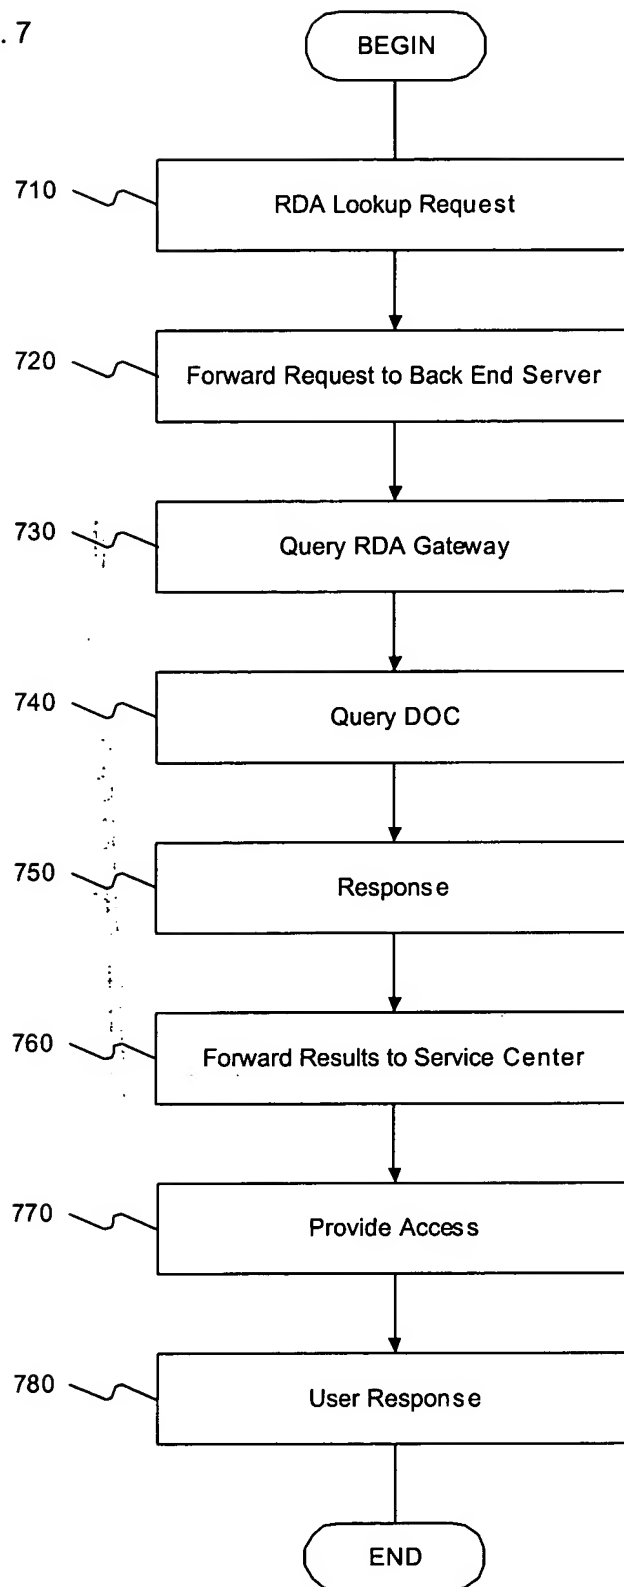 . 7
BEGIN
710 RDA Lookup Request
720 Forward Request to Back End Server
730 Query RDA Gateway
740 Query DOC
750 Response
760 Forward Results to Service Center
770 Provide Access
780 User Response
END